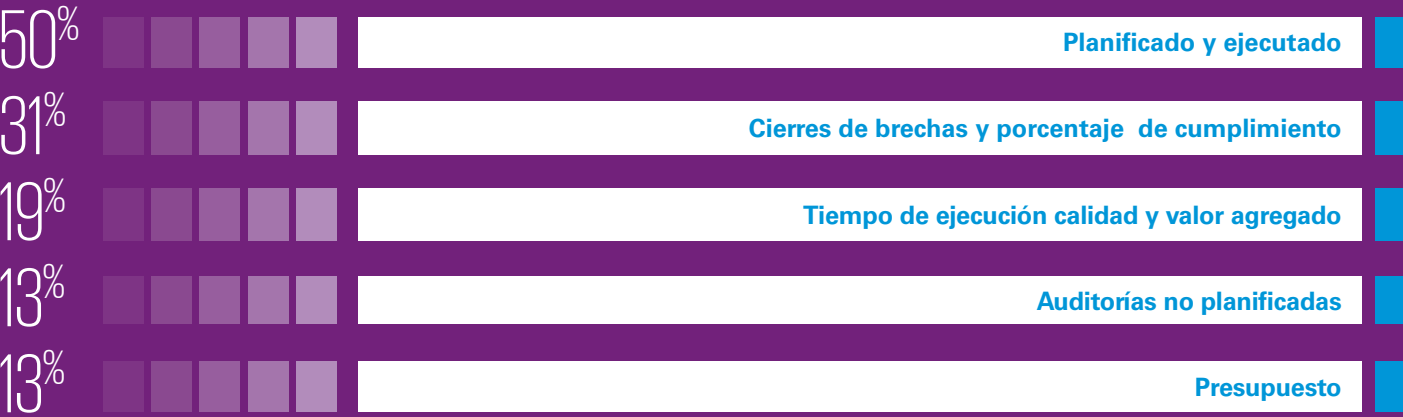 50% Planificado y ejecutado
31% Cierres de brechas y porcentaje de cumplimiento
19% Tiempo de ejecución calidad y valor agregado
13% Auditorías no planificadas
13% Presupuesto